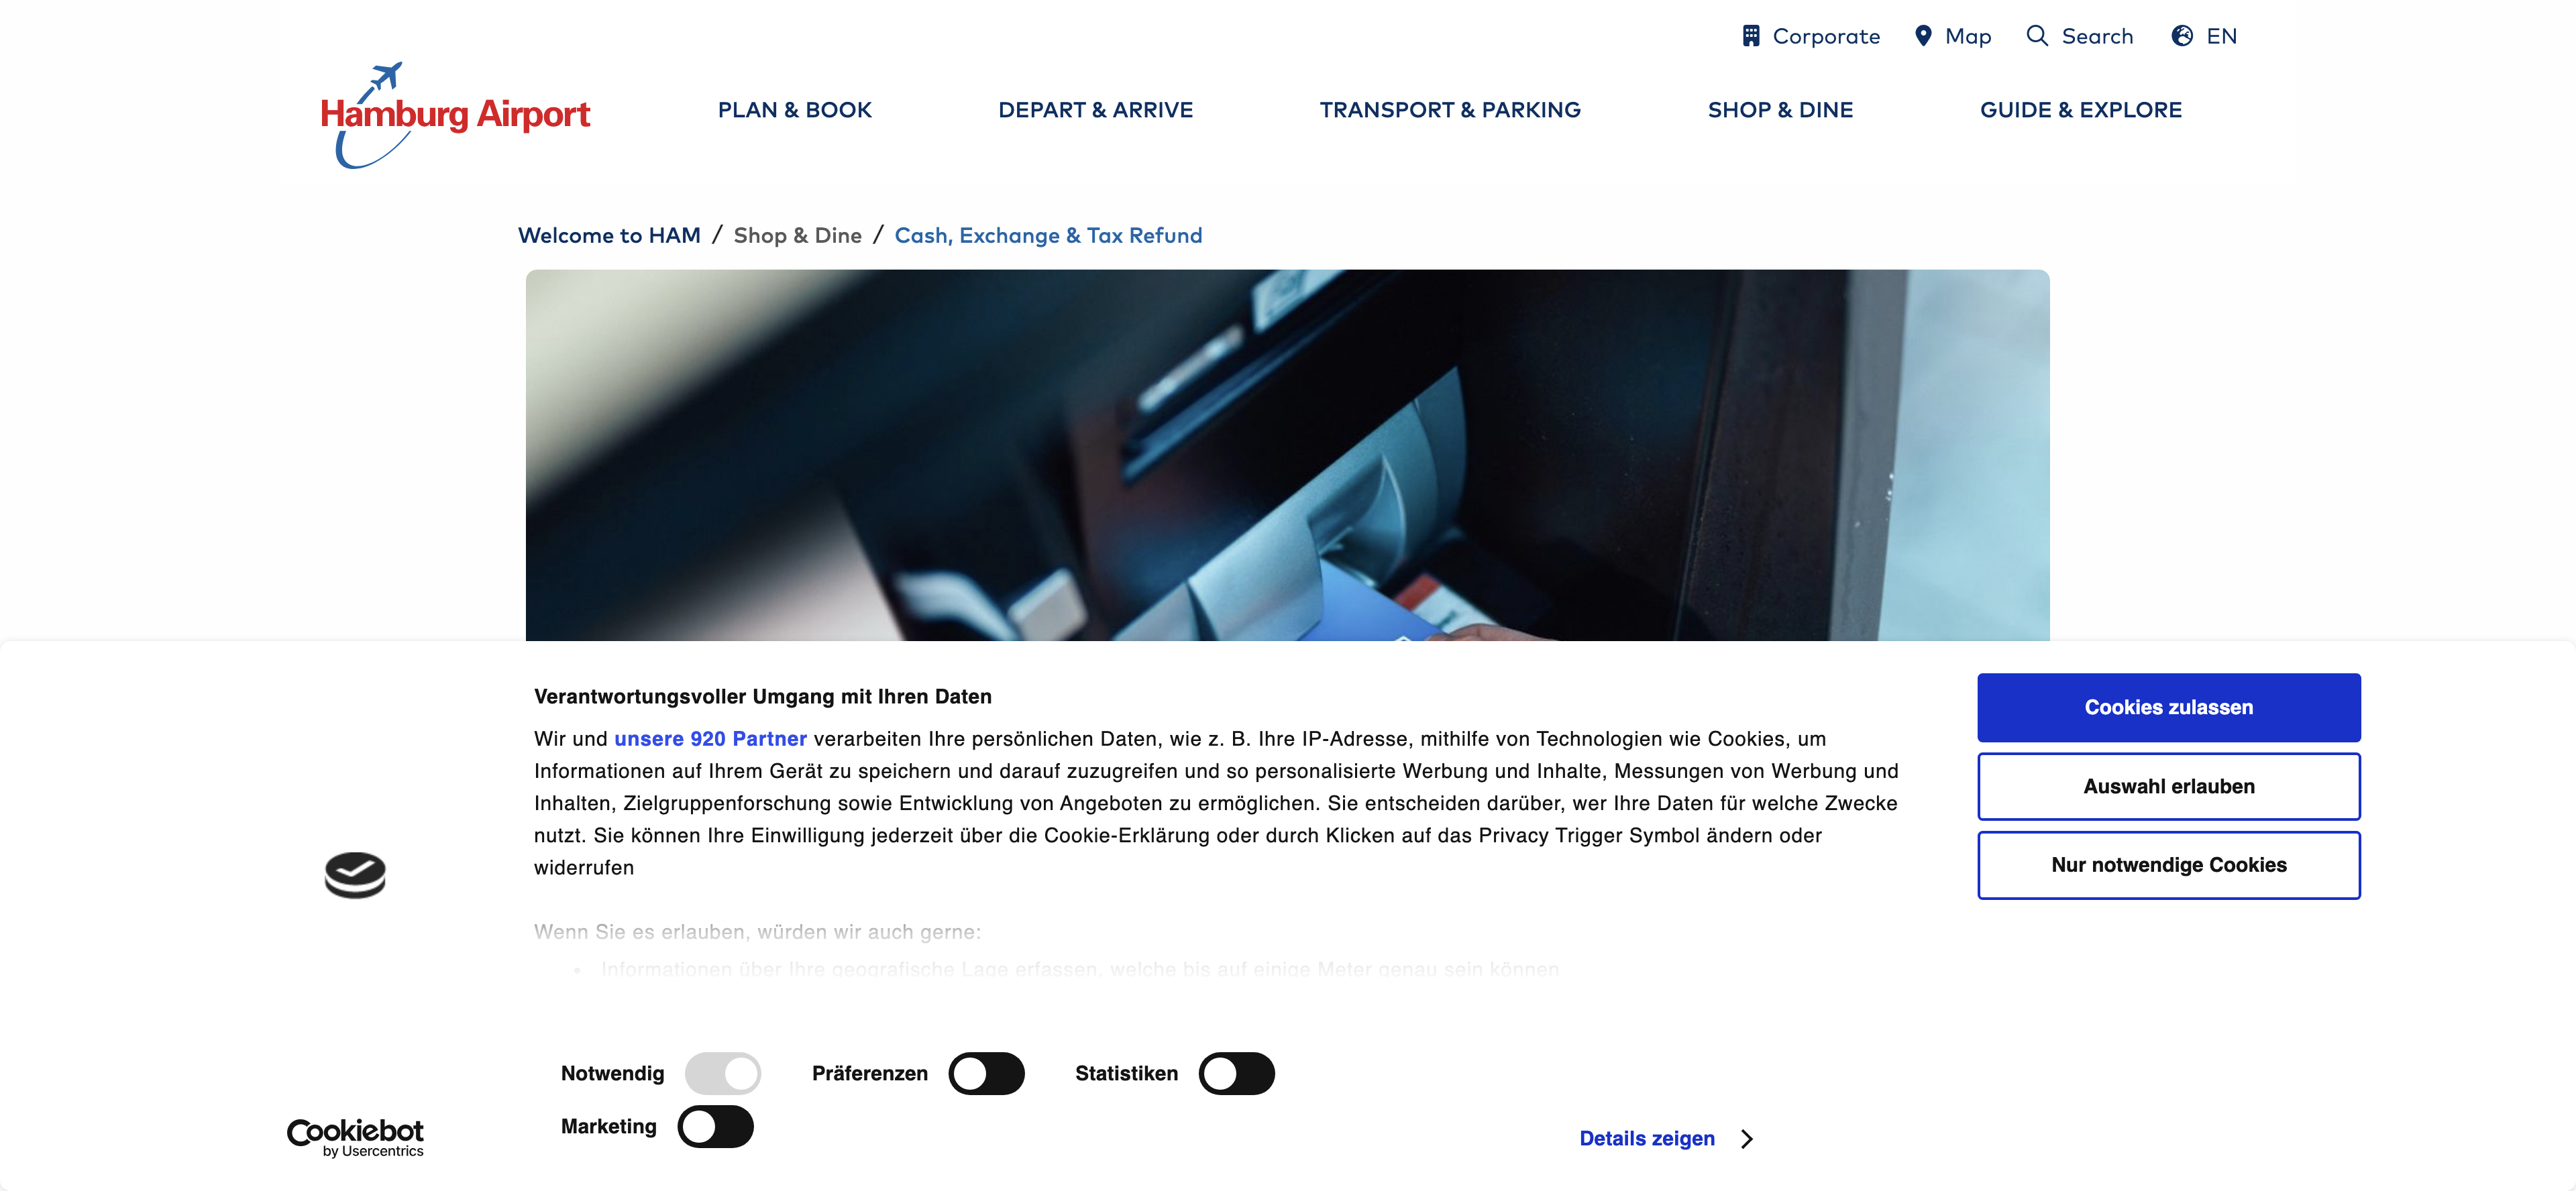 Corporate Map Search EN
Hamburg Airport
PLAN & BOOK DEPART & ARRIVE TRANSPORT & PARKING SHOP & DINE GUIDE & EXPLORE
Welcome to HAM / Shop & Dine / Cash, Exchange & Tax Refund
Verantwortungsvoller Umgang mit Ihren Daten
Wir und unsere 920 Partner verarbeiten Ihre persönlichen Daten, wie z. B. Ihre IP-Adresse, mithilfe von Technologien wie Cookies, um
Informationen auf Ihrem Gerät zu speichern und darauf zuzugreifen und so personalisierte Werbung und Inhalte, Messungen von Werbung und
Inhalten, Zielgruppenforschung sowie Entwicklung von Angeboten zu ermöglichen. Sie entscheiden darüber, wer Ihre Daten für welche Zwecke
nutzt. Sie können Ihre Einwilligung jederzeit über die Cookie-Erklärung oder durch Klicken auf das Privacy Trigger Symbol ändern oder
widerrufen
Wenn Sie es erlauben, würden wir auch gerne:
• Informationen über Ihre geografische Lage erfassen, welche bis auf einige Meter genau sein können
Cookies zulassen
Auswahl erlauben
Nur notwendige Cookies
Notwendig Präferenzen Statistiken
Marketing
Details zeigen
Cookiebot
by Usercentrics